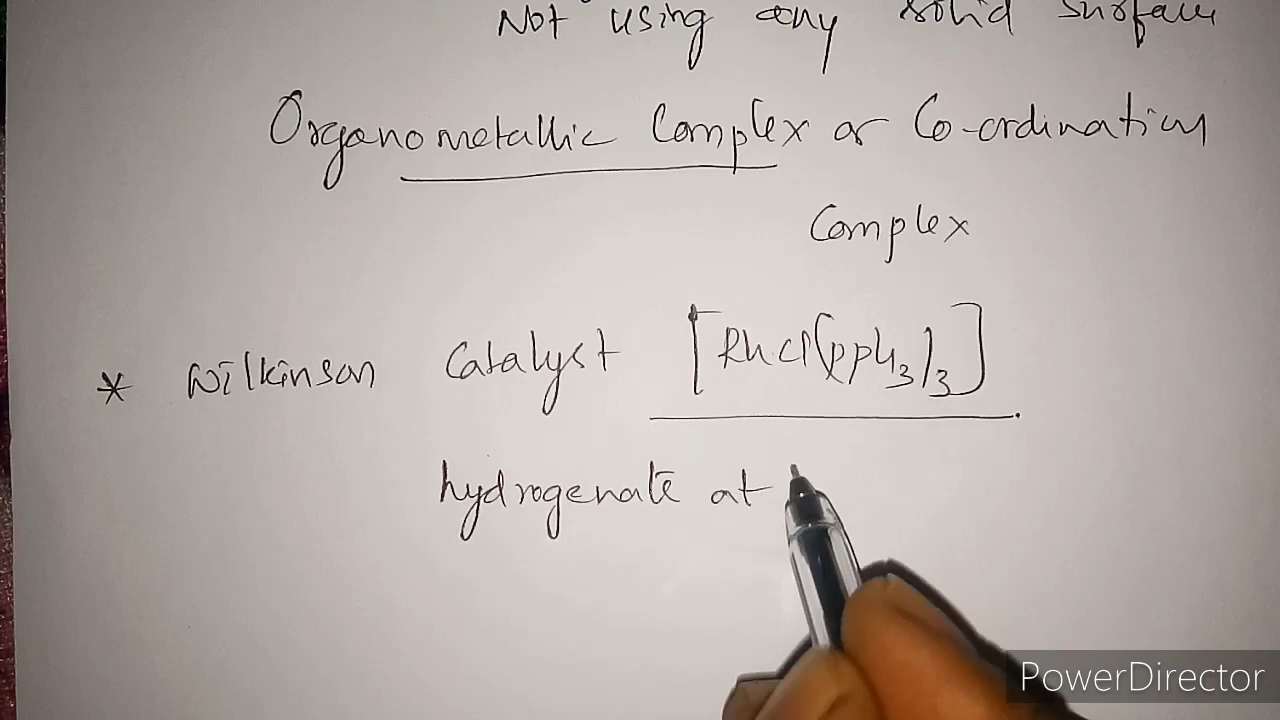 Not using any solid surface
Organometallic Complex or Co-ordination
Complex
* Wilkinson Catalyst [RhCl(PPh3)3]
hydrogenate at
PowerDirector